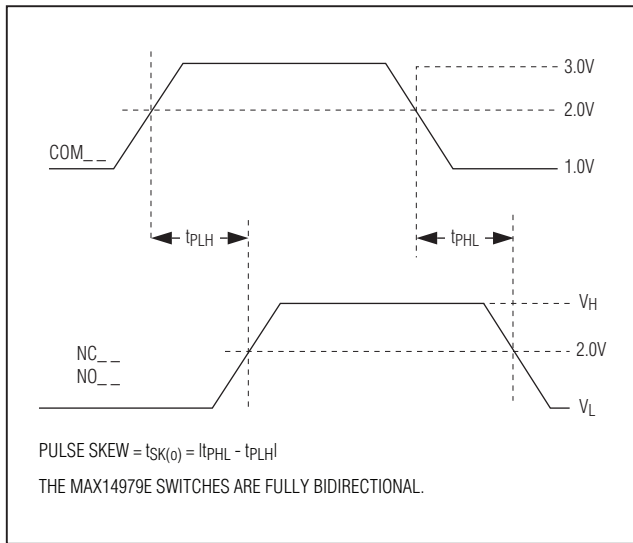 3.0V
2.0V
COM_ _
1.0V
tPLH
tPHL
VH
NC_ _
2.0V
NO_ _
VL
PULSE SKEW = tSK(o) = |tPHL - tPLH|
THE MAX14979E SWITCHES ARE FULLY BIDIRECTIONAL.